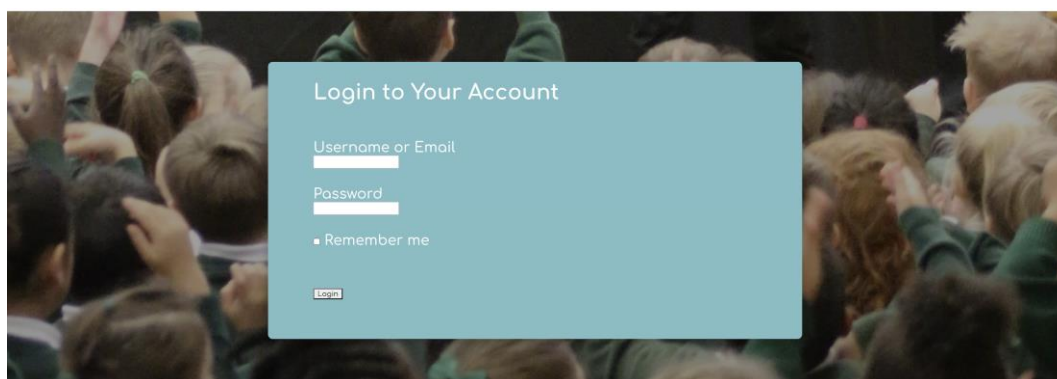 Login to Your Account
Username or Email
Password
Remember me
Login